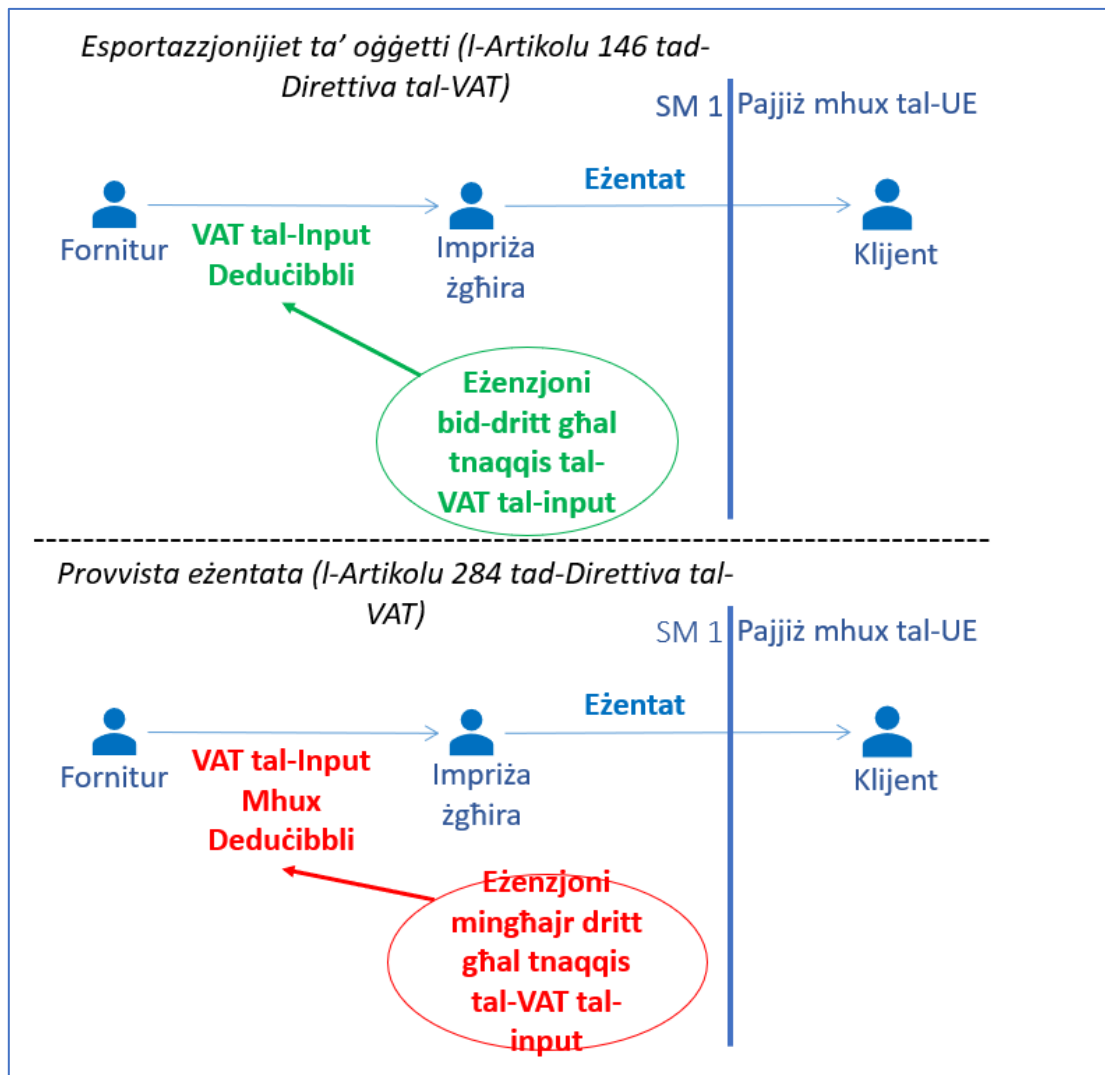 Esportazzjonijiet ta’ oġġetti (l-Artikolu 146 tad-
Direttiva tal-VAT)
SM 1
Pajjiż mhux tal-UE
Eżentat
Fornitur
VAT tal-Input
Deduċibbli
Impriża
żgħira
Klijent
Eżenzjoni
bid-dritt għal
tnaqqis tal-
VAT tal-input
Provvista eżentata (l-Artikolu 284 tad-Direttiva tal-
VAT)
SM 1
Pajjiż mhux tal-UE
Eżentat
Fornitur
VAT tal-Input
Mhux
Deduċibbli
Impriża
żgħira
Klijent
Eżenzjoni
mingħajr dritt
għal tnaqqis
tal-VAT tal-
input